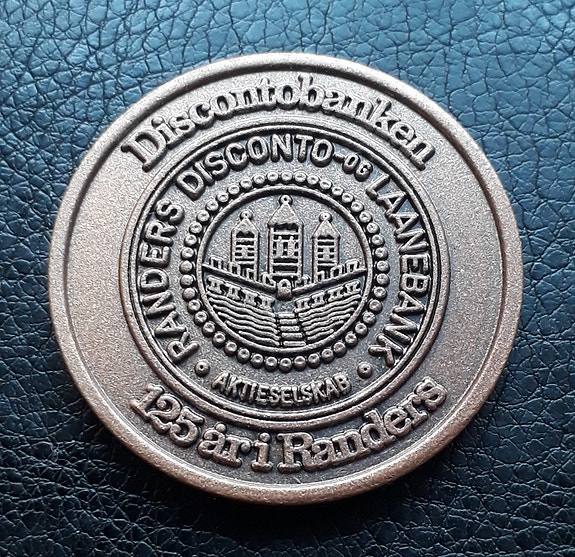 Discontobanken
RANDERS DISCONTO-OG LAANEBANK
• AKTIESELSKAB •
125 år i Randers